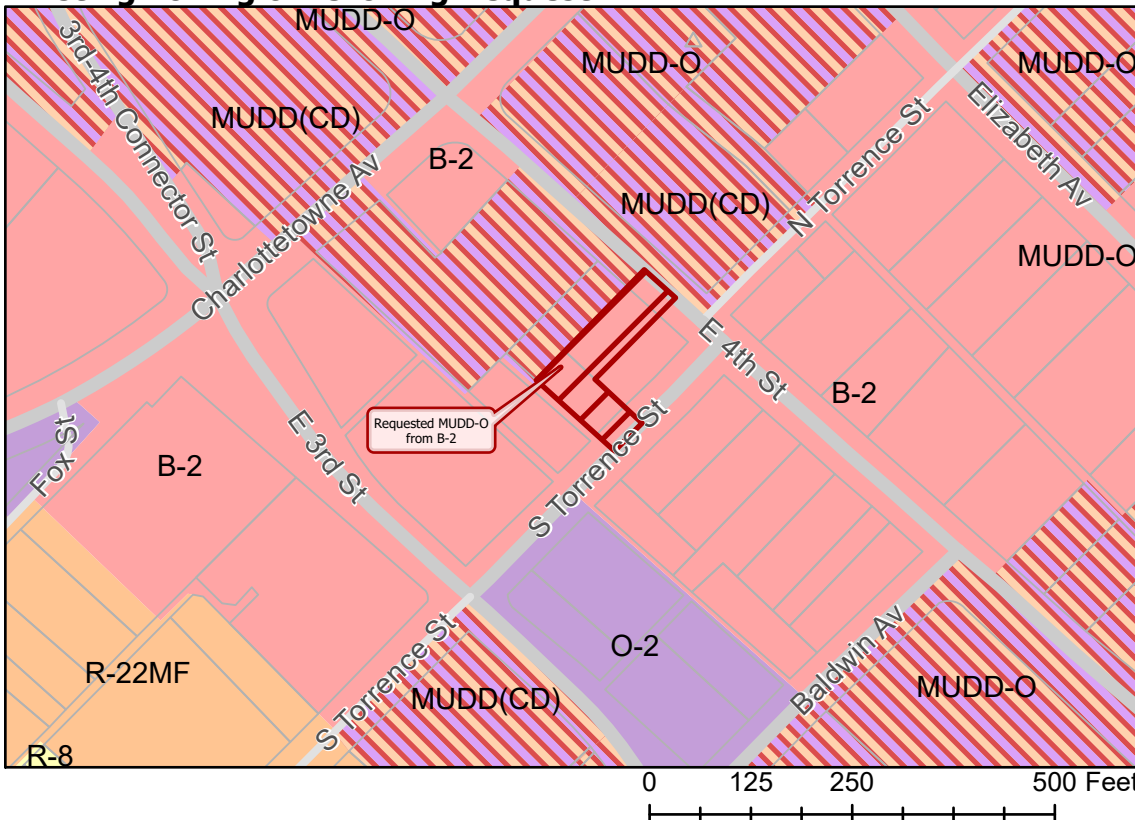 MUDD-O
3rd-4th Connector St
MUDD(CD)
MUDD-O
MUDD-O
Elizabeth Av
B-2
N Torrence St
MUDD(CD)
Charlottetowne Av
MUDD-O
E 4th St
B-2
Requested MUDD-O
from B-2
E 3rd St
Fox St
B-2
S Torrence St
O-2
R-22MF
S Torrence St
MUDD(CD)
Baldwin Av
MUDD-O
R-8
0 125 250 500 Feet